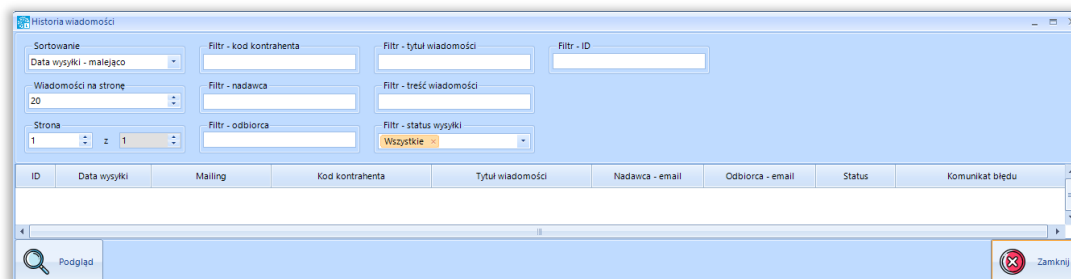 Historia wiadomości
Sortowanie
Data wysyłki - malejąco
Filtr - kod kontrahenta
Filtr - tytuł wiadomości
Filtr - ID
Wiadomości na stronę
20
Filtr - nadawca
Filtr - treść wiadomości
Strona
1 z 1
Filtr - odbiorca
Filtr - status wysyłki
Wszystkie ×
ID Data wysyłki Mailing Kod kontrahenta Tytuł wiadomości Nadawca - email Odbiorca - email Status Komunikat błędu
Podgląd
Zamknij